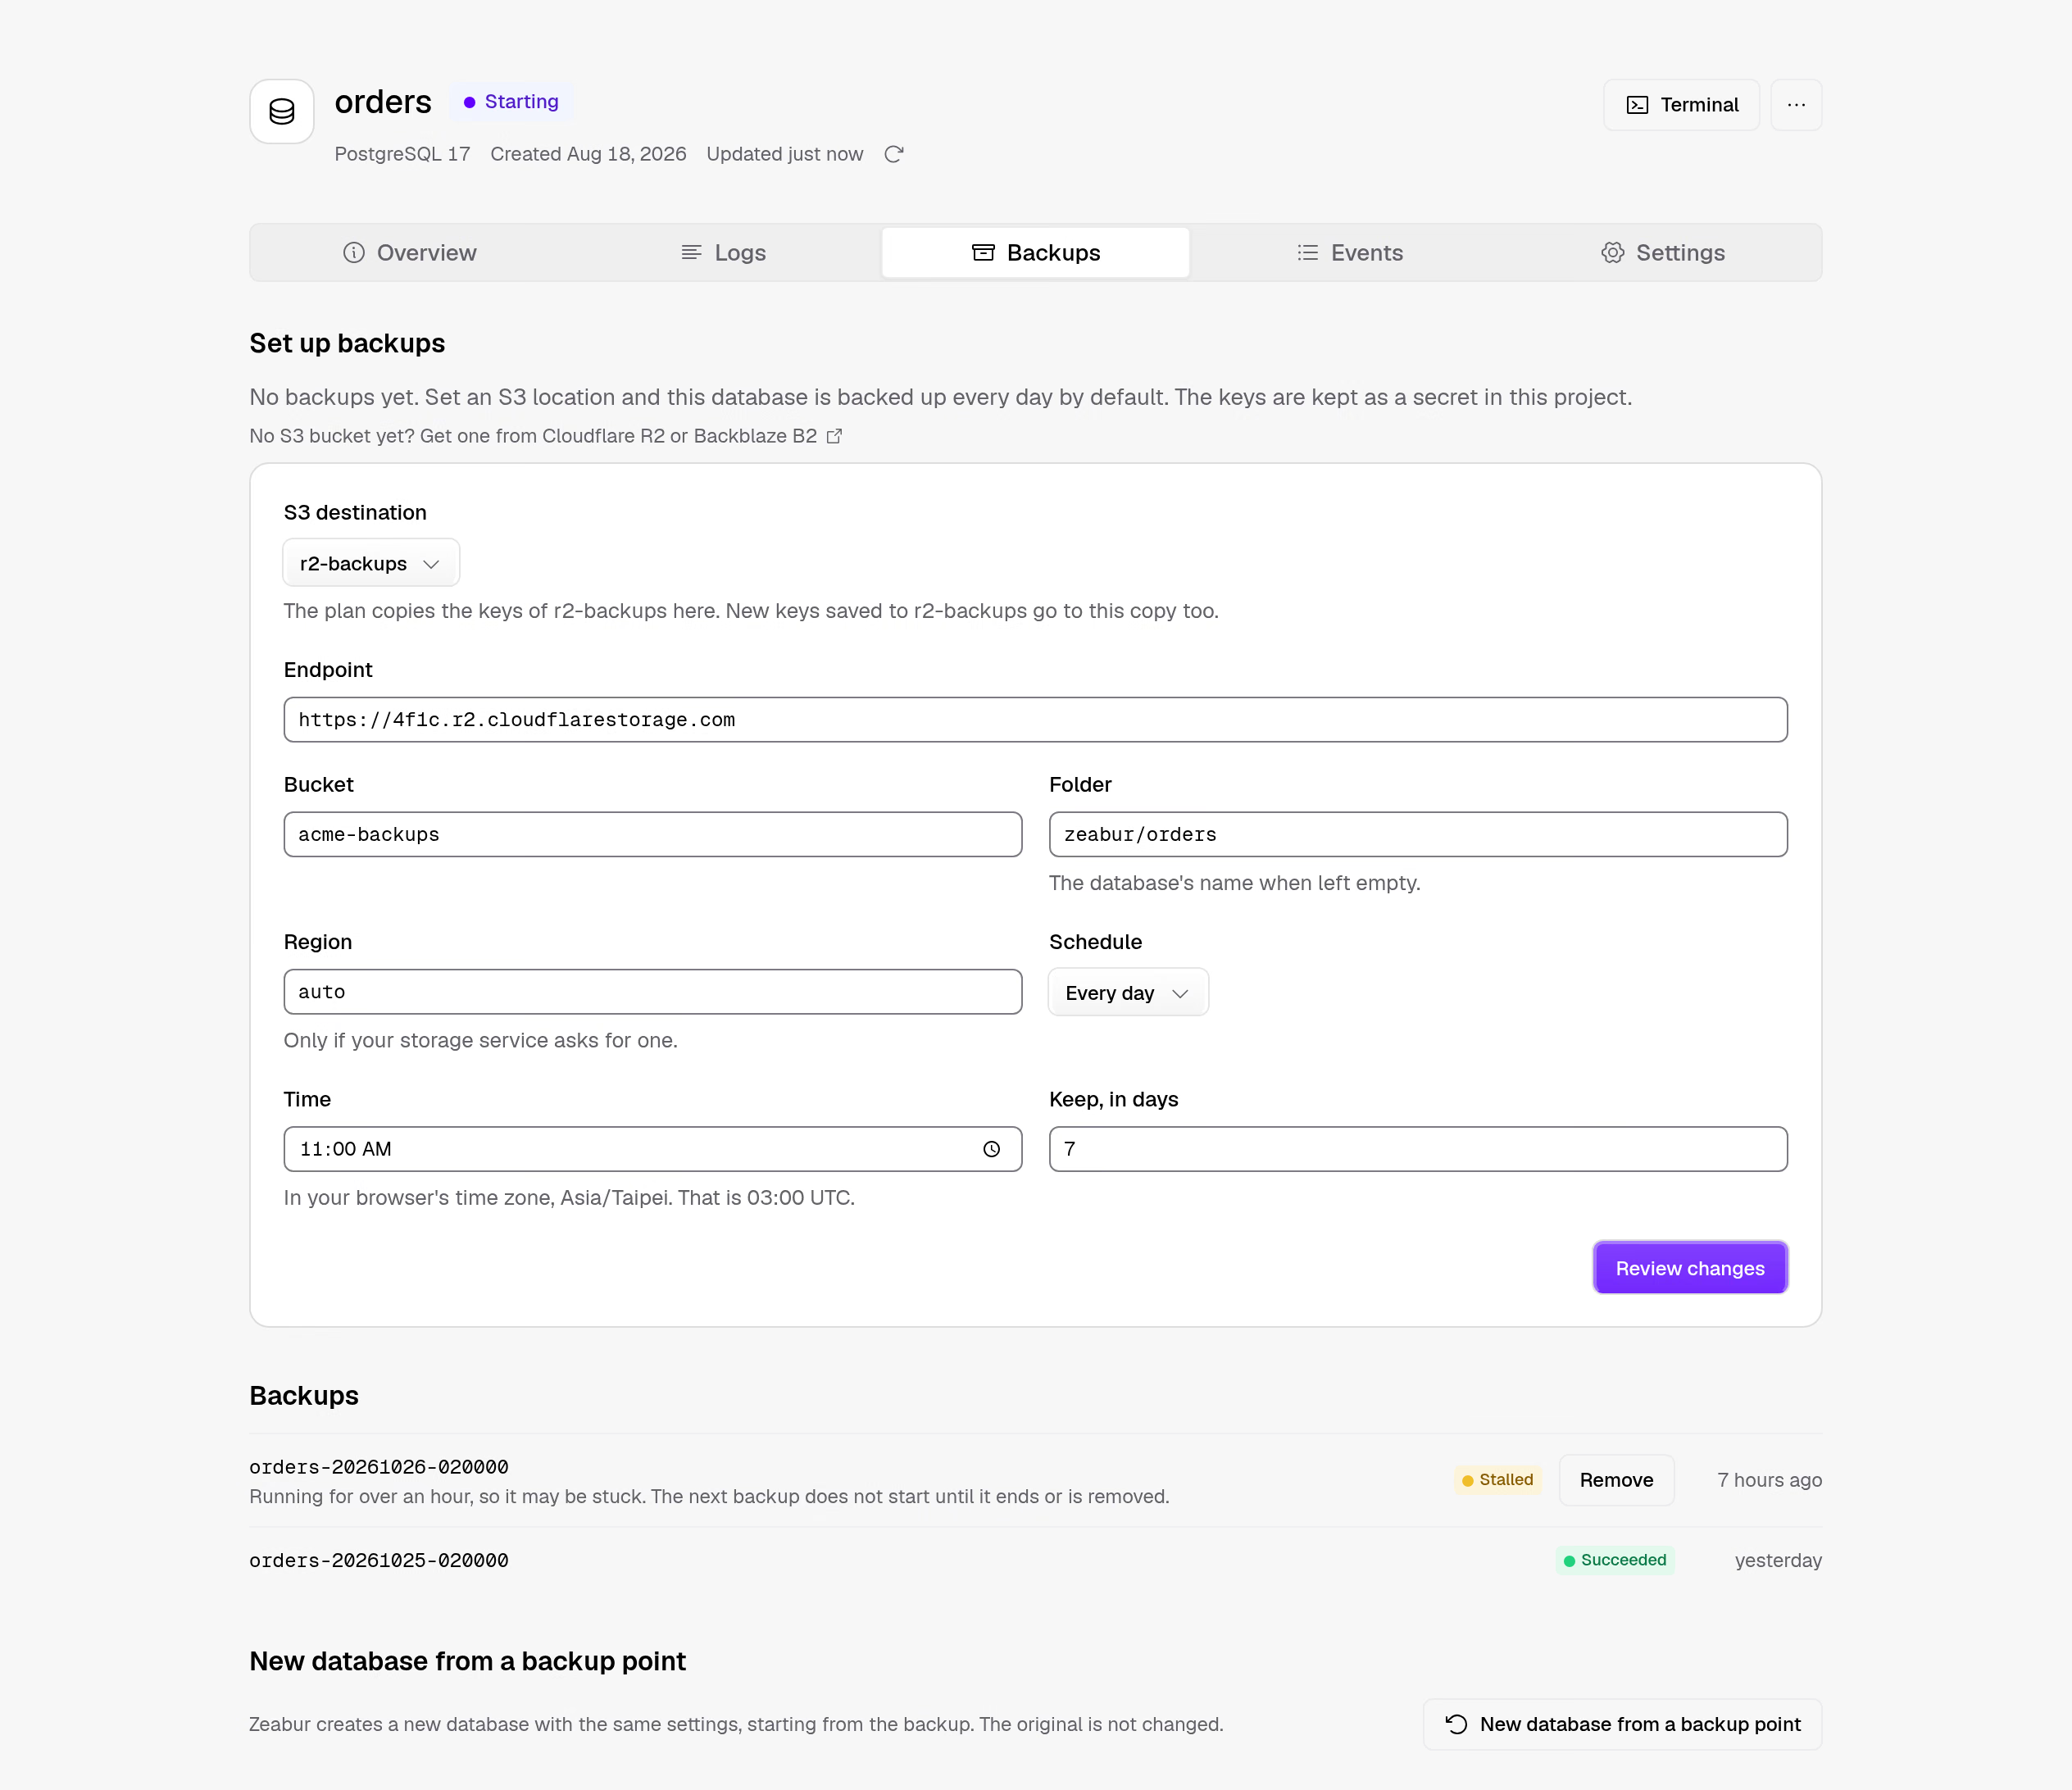 orders
Starting
Terminal
PostgreSQL 17 Created Aug 18, 2026 Updated just now
Overview
Logs
Backups
Events
Settings
Set up backups
No backups yet. Set an S3 location and this database is backed up every day by default. The keys are kept as a secret in this project.
No S3 bucket yet? Get one from Cloudflare R2 or Backblaze B2
S3 destination
r2-backups
The plan copies the keys of r2-backups here. New keys saved to r2-backups go to this copy too.
Endpoint
https://4f1c.r2.cloudflarestorage.com
Bucket
acme-backups
Folder
zeabur/orders
The database's name when left empty.
Region
auto
Only if your storage service asks for one.
Schedule
Every day
Time
11:00 AM
In your browser's time zone, Asia/Taipei. That is 03:00 UTC.
Keep, in days
7
Review changes
Backups
orders-20261026-020000
Running for over an hour, so it may be stuck. The next backup does not start until it ends or is removed.
Stalled
Remove
7 hours ago
orders-20261025-020000
Succeeded
yesterday
New database from a backup point
Zeabur creates a new database with the same settings, starting from the backup. The original is not changed.
New database from a backup point